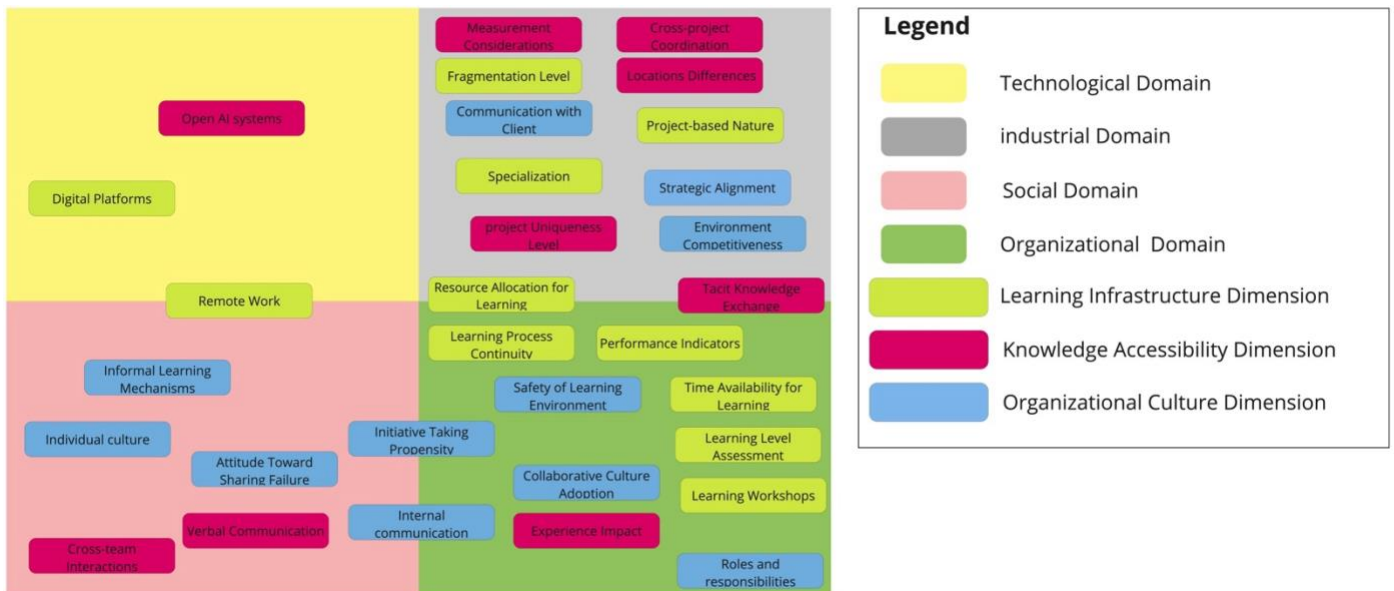 Measurement
Considerations
Cross-project
Coordination
Fragmentation Level
Locations Differences
Open AI systems
Communication with
Client
Project-based Nature
Digital Platforms
Specialization
Strategic Alignment
project Uniqueness
Level
Environment
Competitiveness
Remote Work
Resource Allocation for
Learning
Tacit Knowledge
Exchange
Learning Process
Continuity
Performance Indicators
Informal Learning
Mechanisms
Safety of Learning
Environment
Time Availability for
Learning
Individual culture
Initiative Taking
Propensity
Learning Level
Assessment
Attitude Toward
Sharing Failure
Collaborative Culture
Adoption
Learning Workshops
Verbal Communication
Internal
communication
Experience Impact
Cross-team
Interactions
Roles and
responsibilities
Legend
Technological Domain
industrial Domain
Social Domain
Organizational Domain
Learning Infrastructure Dimension
Knowledge Accessibility Dimension
Organizational Culture Dimension